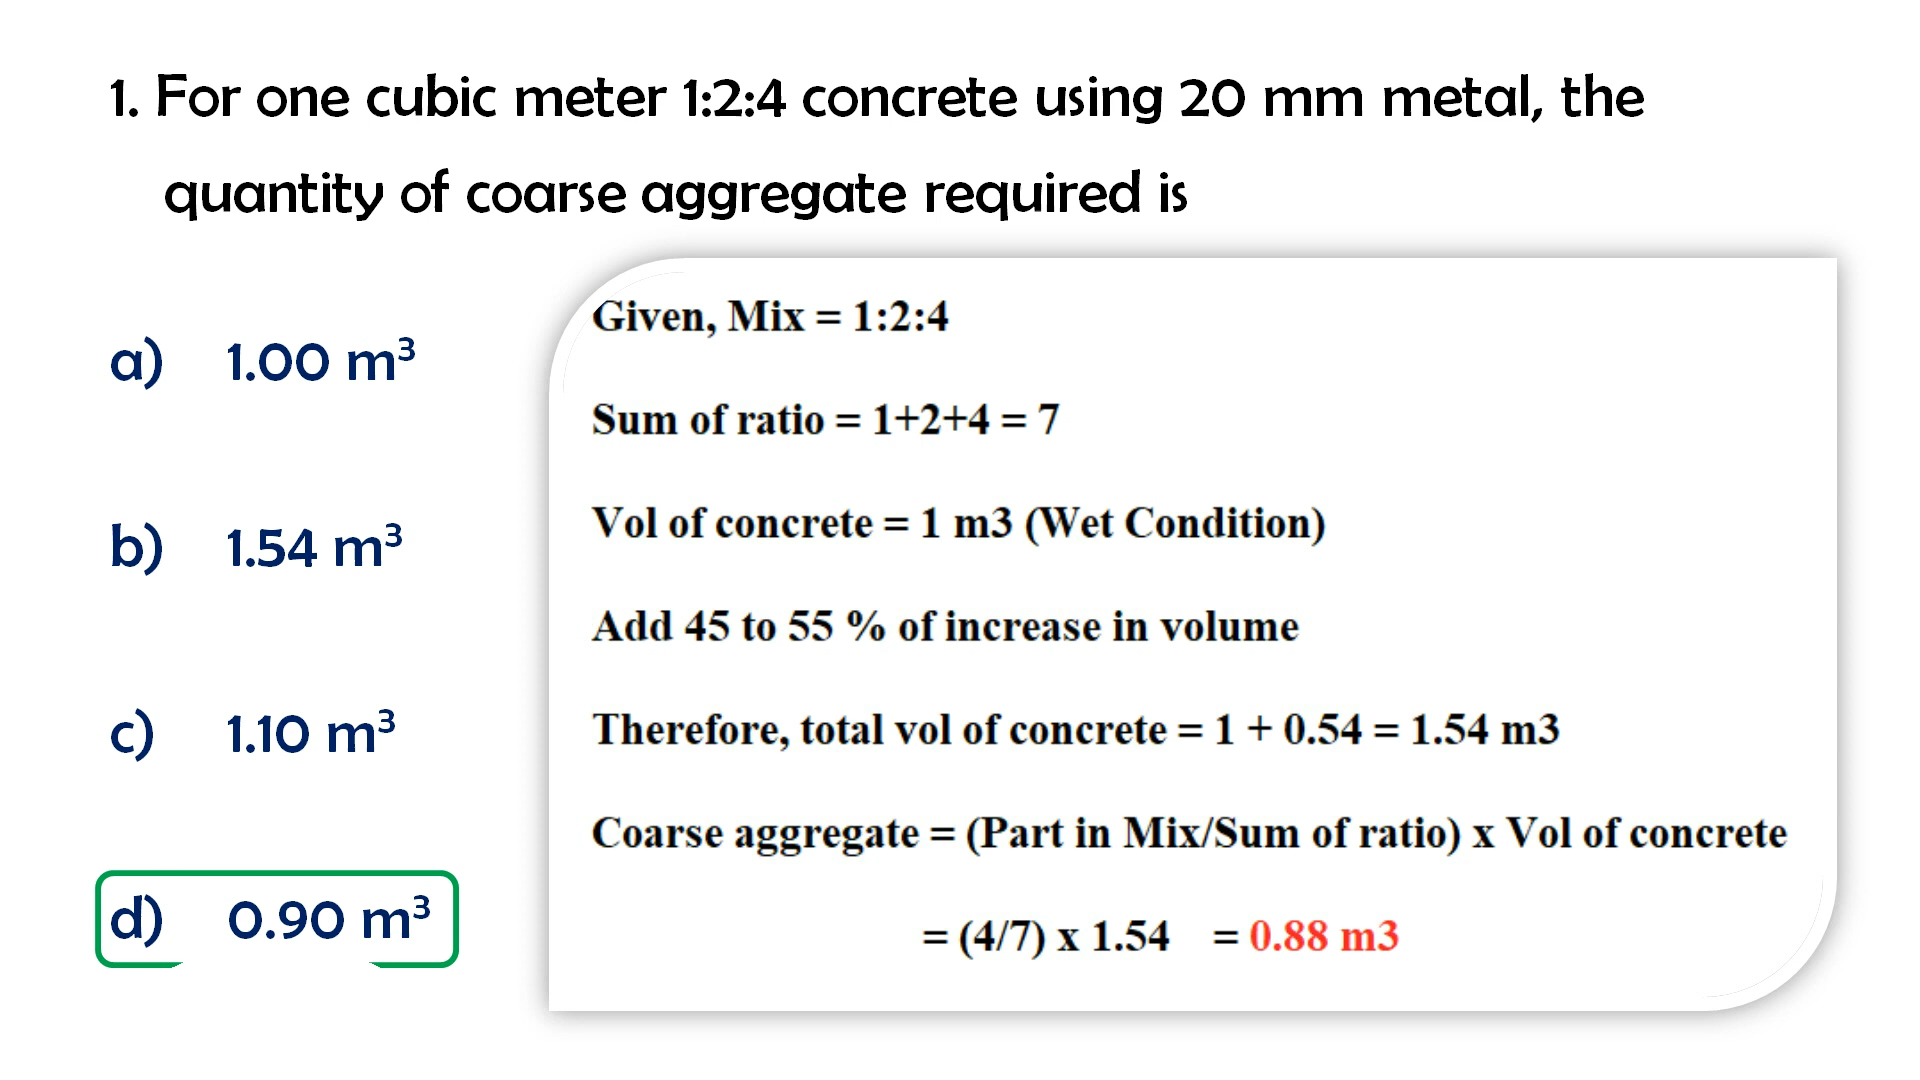 1. For one cubic meter 1:2:4 concrete using 20 mm metal, the
quantity of coarse aggregate required is
a) 1.00 m³
b) 1.54 m³
c) 1.10 m³
d) 0.90 m³
Given, Mix = 1:2:4
Sum of ratio = 1+2+4 = 7
Vol of concrete = 1 m3 (Wet Condition)
Add 45 to 55 % of increase in volume
Therefore, total vol of concrete = 1 + 0.54 = 1.54 m3
Coarse aggregate = (Part in Mix/Sum of ratio) x Vol of concrete
= (4/7) x 1.54 = 0.88 m3